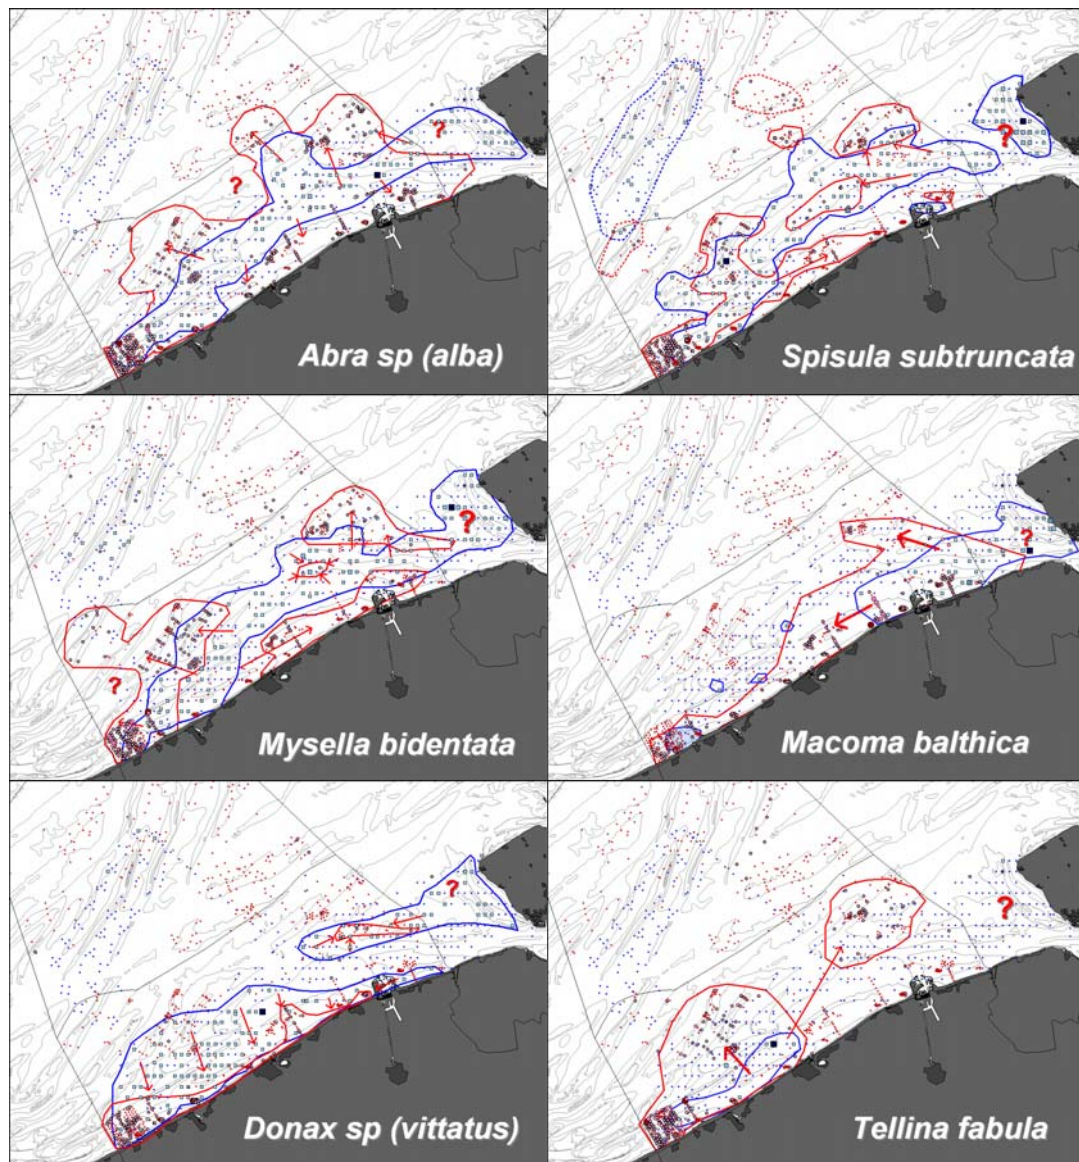 ?
?
Abra sp (alba)
?
Spisula subtruncata
?
?
Mysella bidentata
?
Macoma balthica
?
Donax sp (vittatus)
?
Tellina fabula